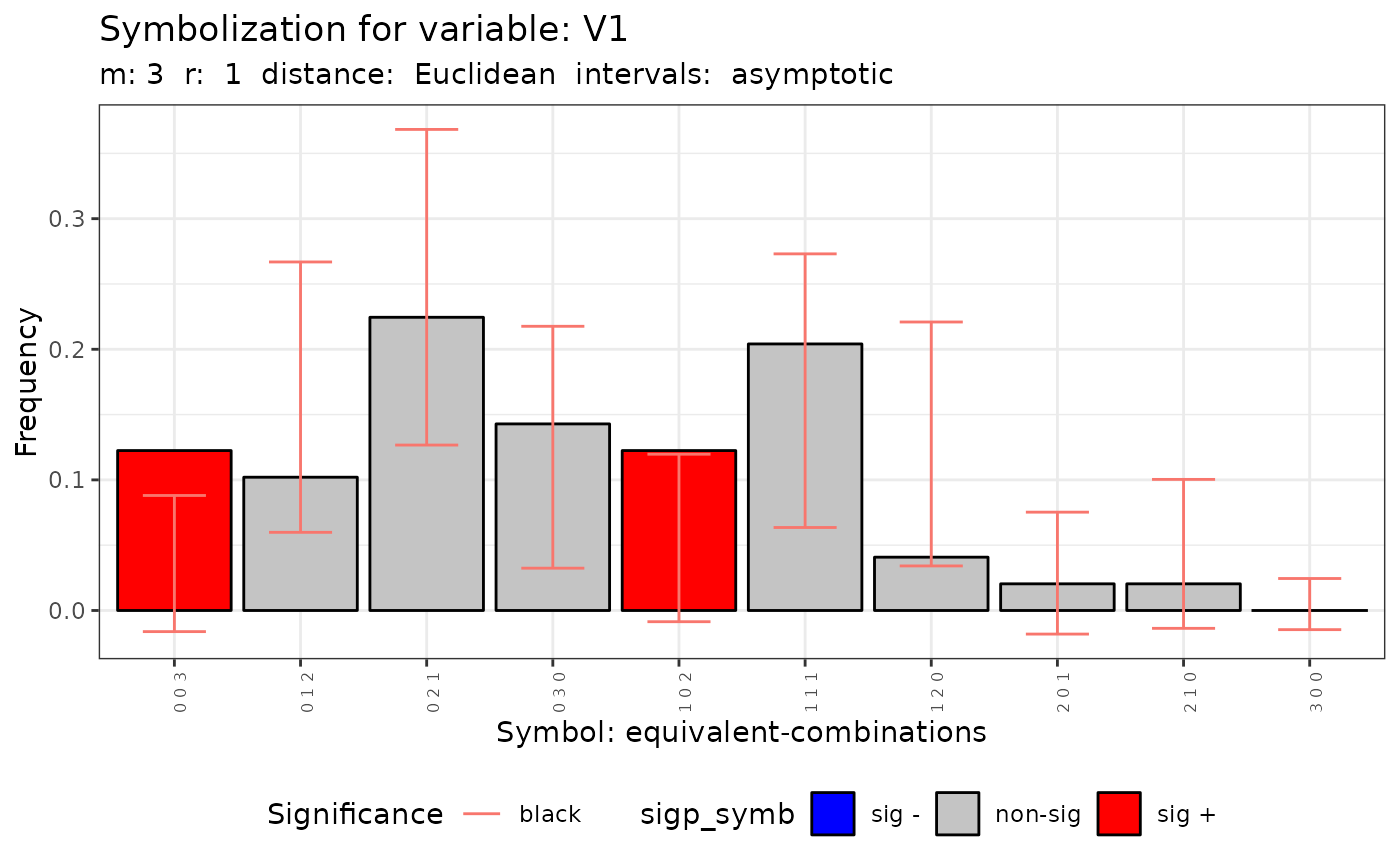 Symbolization for variable: V1
m: 3 r: 1 distance: Euclidean intervals: asymptotic
Frequency
0.3
0.2
0.1
0.0
0 0 3
0 1 2
0 2 1
0 3 0
1 0 2
1 1 1
1 2 0
2 0 1
2 1 0
3 0 0
Symbol: equivalent-combinations
Significance black sigp_symb sig - non-sig sig +